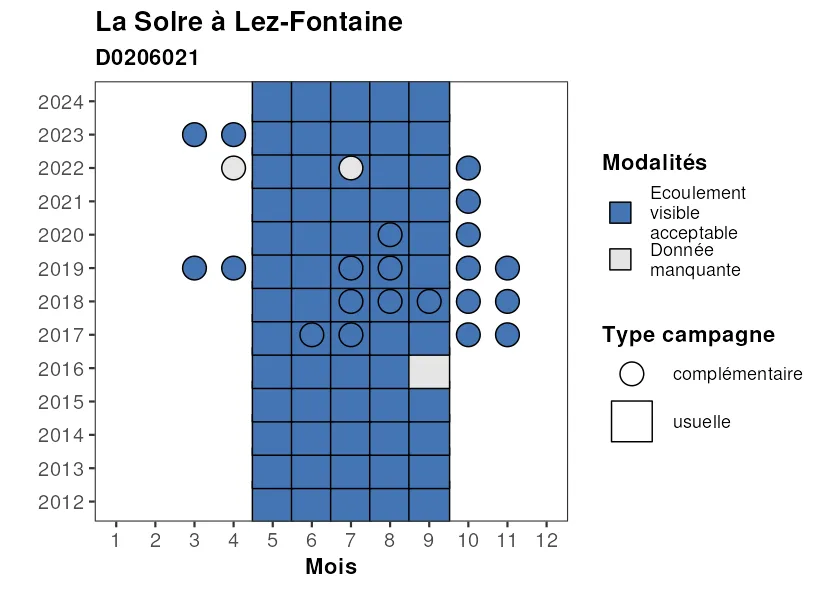 La Solre à Lez-Fontaine
D0206021
2024
2023
2022
2021
2020
2019
2018
2017
2016
2015
2014
2013
2012
1 2 3 4 5 6 7 8 9 10 11 12
Mois
Modalités
Ecoulement
visible
acceptable
Donnée
manquante
Type campagne
complémentaire
usuelle